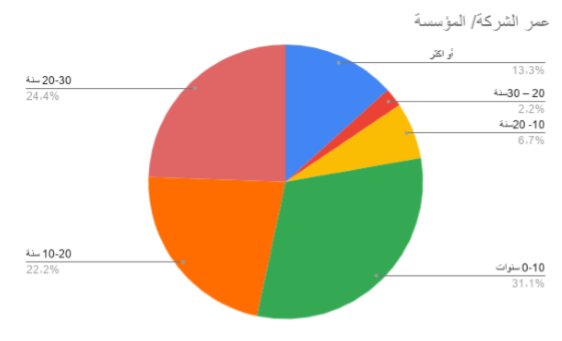 عمر الشركة/ المؤسسة
أو اكثر
13.3%
20 – 30سنة
2.2%
10- 20سنة
6.7%
0-10 سنوات
31.1%
10-20 سنة
22.2%
20-30 سنة
24.4%